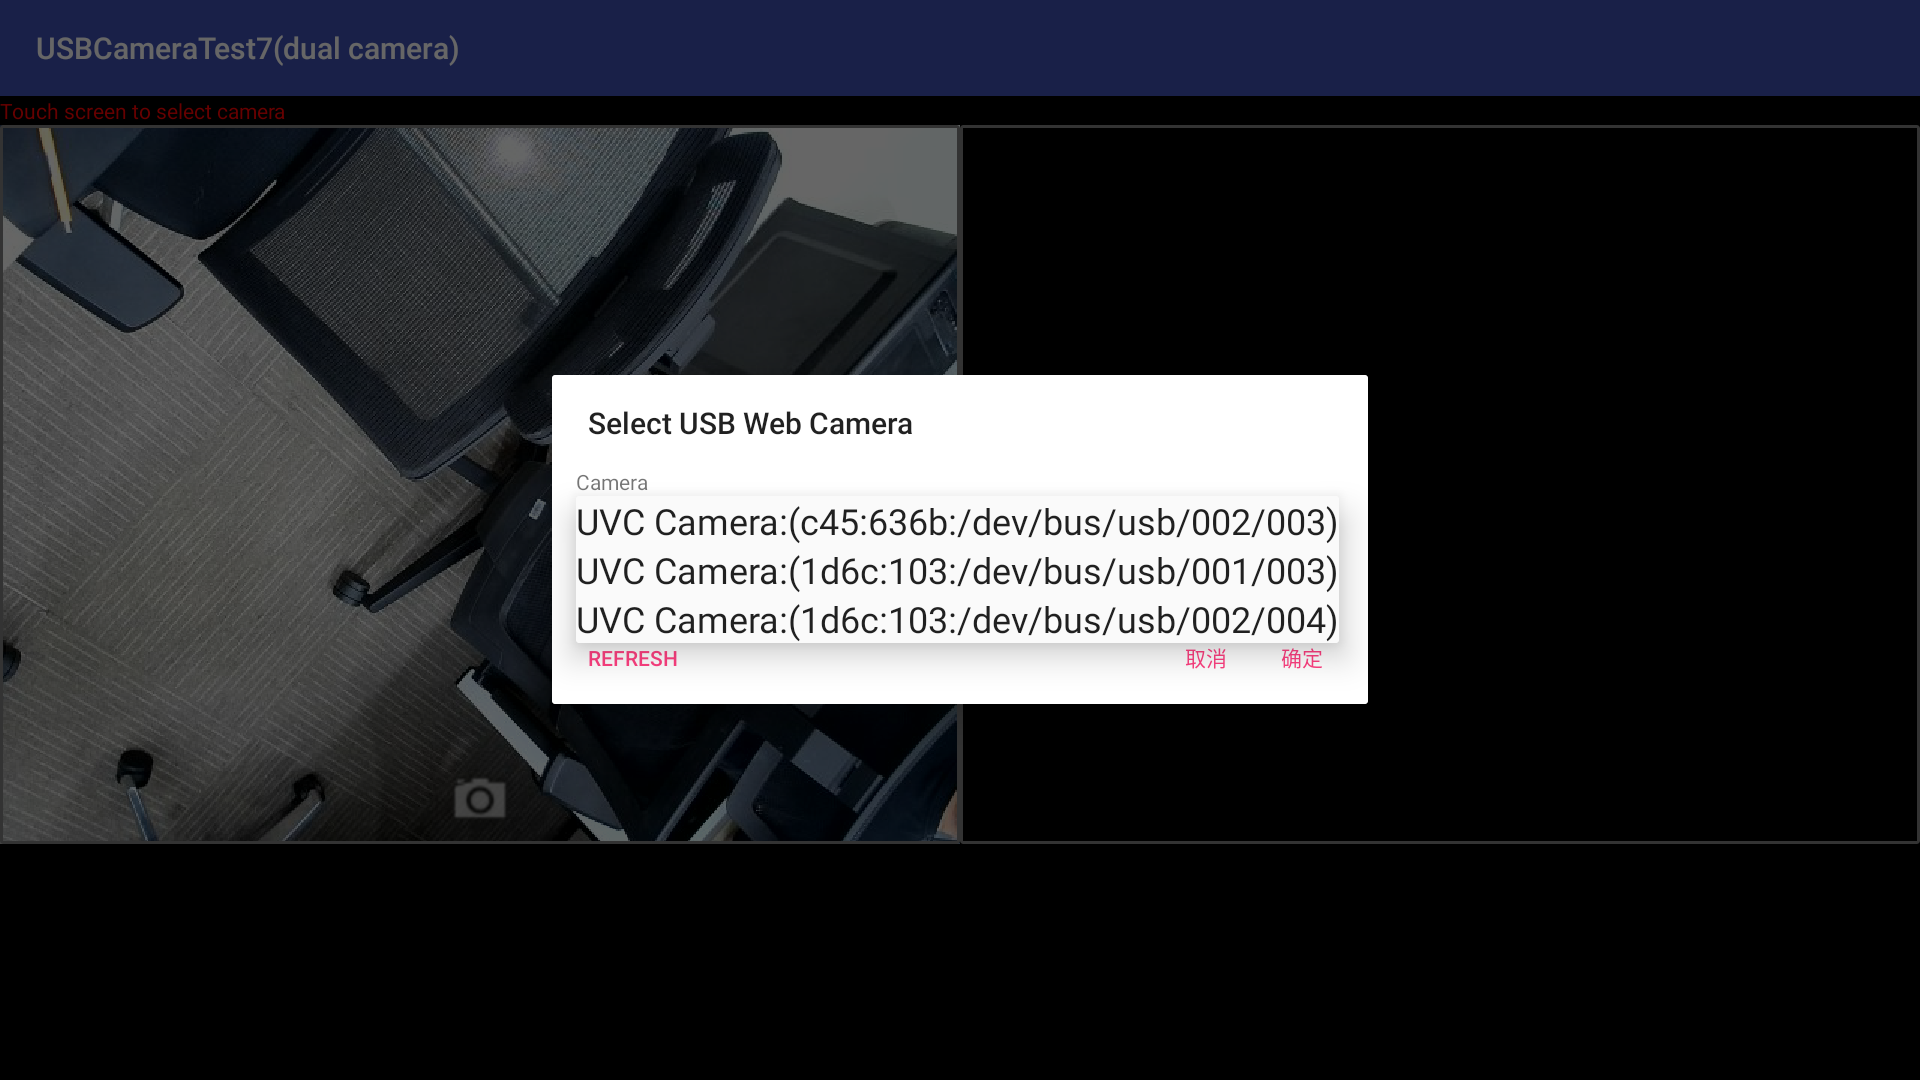 USBCameraTest7(dual camera)
Touch screen to select camera
Select USB Web Camera
Camera
UVC Camera:(c45:636b:/dev/bus/usb/002/003)
UVC Camera:(1d6c:103:/dev/bus/usb/001/003)
UVC Camera:(1d6c:103:/dev/bus/usb/002/004)
REFRESH 取消 确定